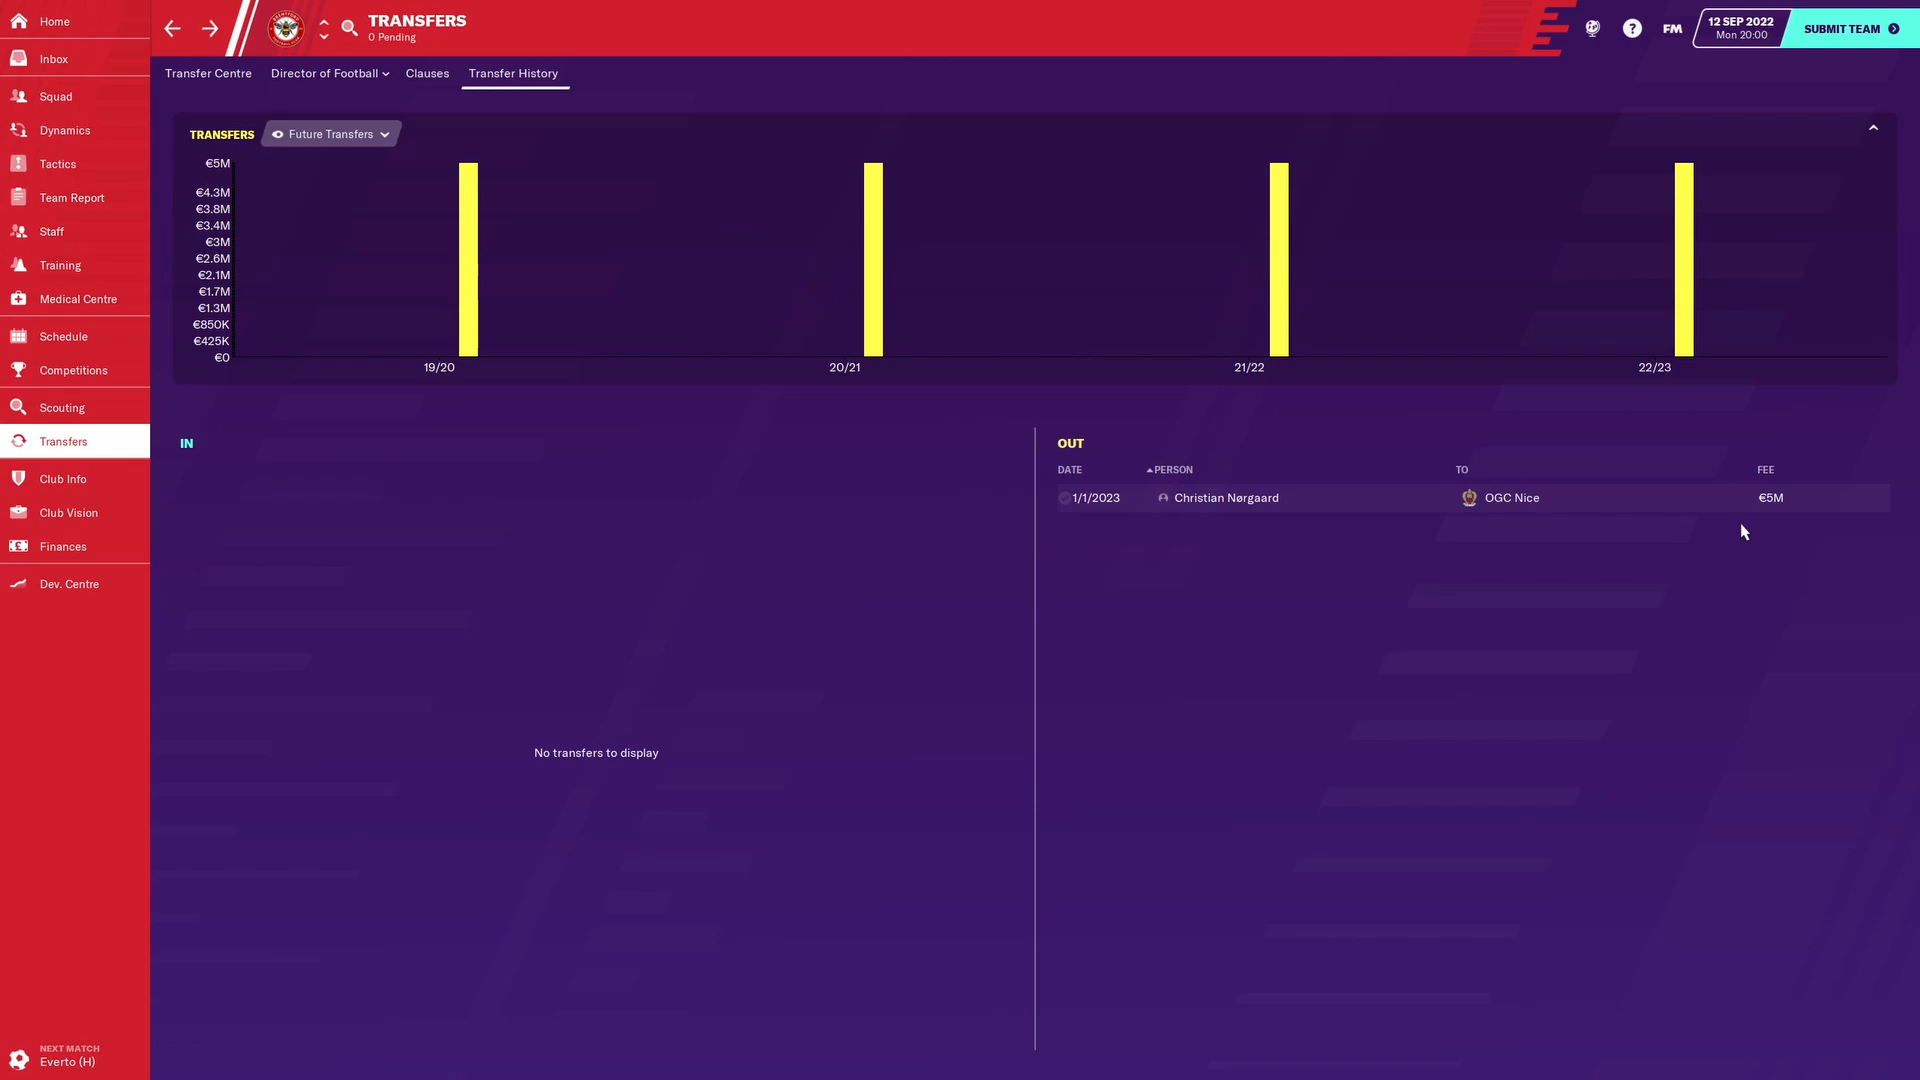 Home
Inbox
Squad
Dynamics
Tactics
Team Report
Staff
Training
Medical Centre
Schedule
Competitions
Scouting
Transfers
Club Info
Club Vision
Finances
Dev. Centre
NEXT MATCH
Everto (H)
TRANSFERS
0 Pending
FM
12 SEP 2022
Mon 20:00
SUBMIT TEAM
Transfer Centre
Director of Football
Clauses
Transfer History
TRANSFERS
Future Transfers
€5M
€4.3M
€3.8M
€3.4M
€3M
€2.6M
€2.1M
€1.7M
€1.3M
€850K
€425K
€0
19/20
20/21
21/22
22/23
IN
No transfers to display
OUT
DATE PERSON TO FEE
1/1/2023 Christian Nørgaard OGC Nice €5M